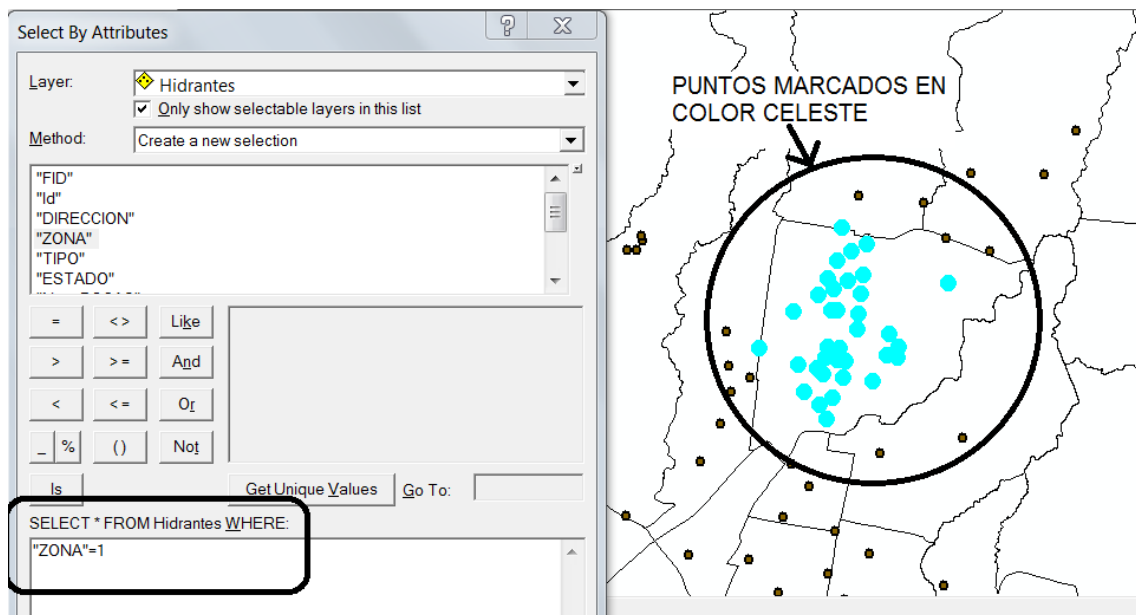 Select By Attributes
Layer: Hidrantes
Only show selectable layers in this list
Method: Create a new selection
"FID"
"Id"
"DIRECCION"
"ZONA"
"TIPO"
"ESTADO"
= < > Like
> > = And
< < = Or
_ % ( ) Not
Is Get Unique Values Go To:
SELECT * FROM Hidrantes WHERE:
"ZONA"=1
PUNTOS MARCADOS EN
COLOR CELESTE